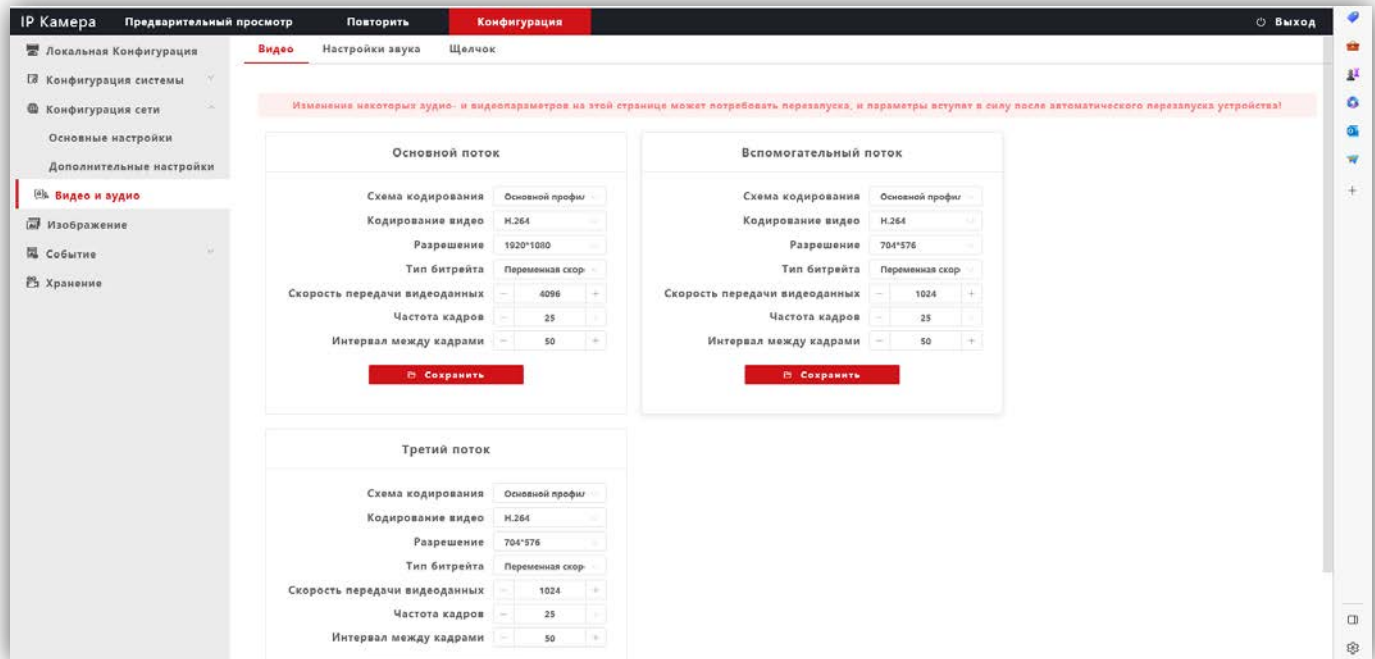 IP Камера Предварительный просмотр Повторить Конфигурация Выход
Локальная Конфигурация
Конфигурация системы
Конфигурация сети
Основные настройки
Дополнительные настройки
Видео и аудио
Изображение
Событие
Хранение
Видео Настройки звука Щелчок
Изменение некоторых аудио- и видеопараметров на этой странице может потребовать перезапуска, и параметры вступят в силу после автоматического перезапуска устройства!
Основной поток
Схема кодирования Основной профил
Кодирование видео H.264
Разрешение 1920*1080
Тип битрейта Переменная скор
Скорость передачи видеоданных − 4096 +
Частота кадров − 25
Интервал между кадрами − 50 +
Сохранить
Вспомогательный поток
Схема кодирования Основной профил
Кодирование видео H.264
Разрешение 704*576
Тип битрейта Переменная скор
Скорость передачи видеоданных − 1024 +
Частота кадров − 25
Интервал между кадрами − 50 +
Сохранить
Третий поток
Схема кодирования Основной профил
Кодирование видео H.264
Разрешение 704*576
Тип битрейта Переменная скор
Скорость передачи видеоданных − 1024 +
Частота кадров − 25
Интервал между кадрами − 50 +